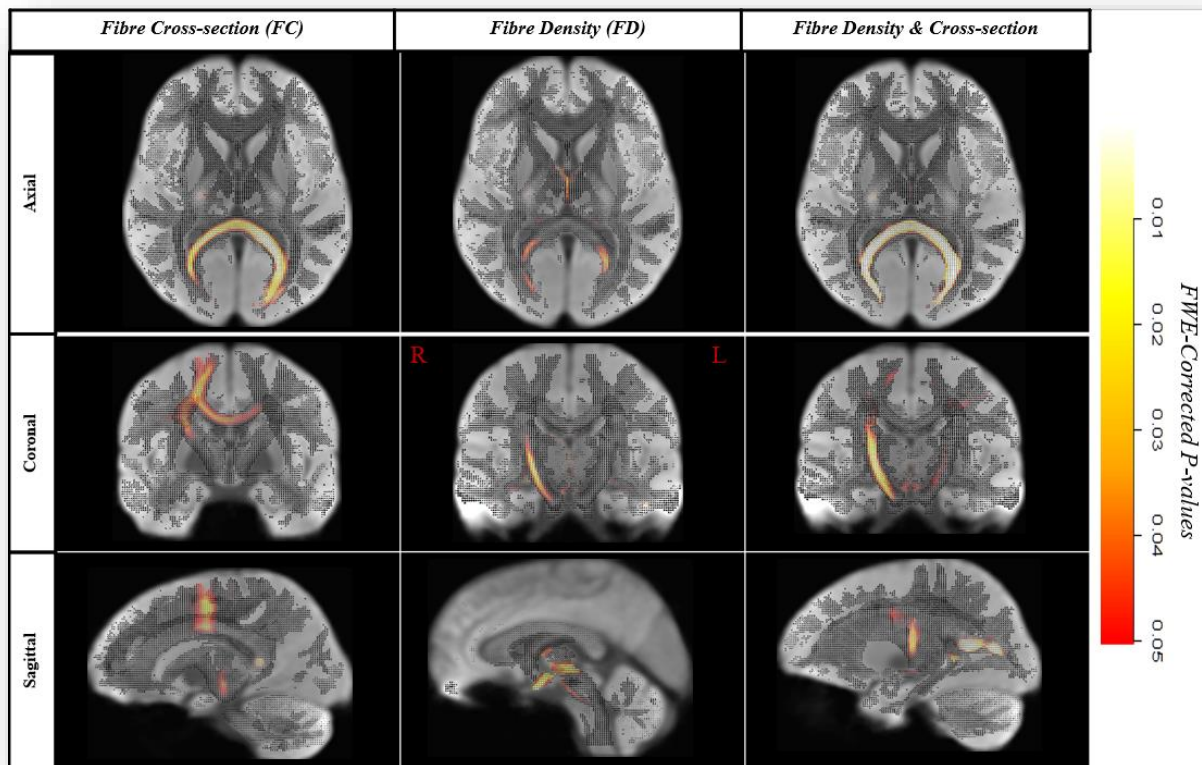 Fibre Cross-section (FC)
Fibre Density (FD)
Fibre Density & Cross-section
Axial
Coronal
R
L
Sagittal
0.01
0.02
0.03
0.04
0.05
FWE-Corrected P-values